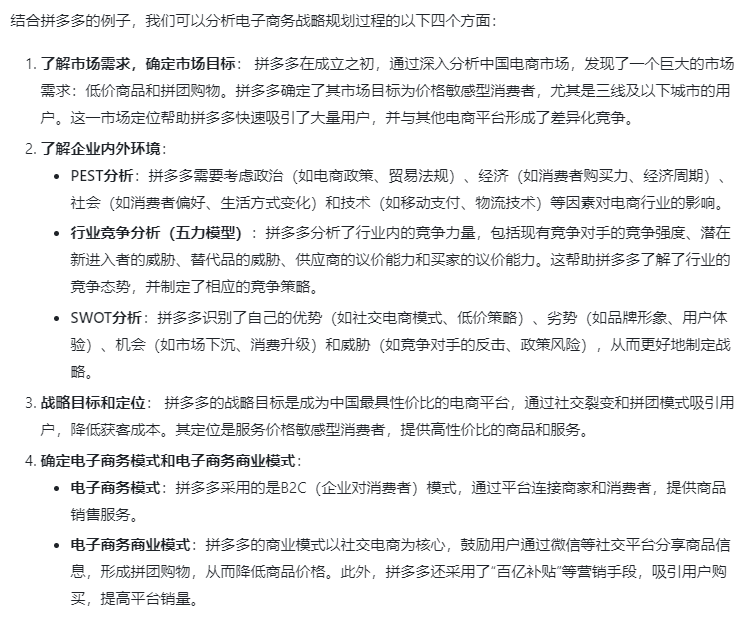 结合拼多多的例子，我们可以分析电子商务战略规划过程的以下四个方面：
1. 了解市场需求，确定市场目标： 拼多多在成立之初，通过深入分析中国电商市场，发现了一个巨大的市场
需求：低价商品和拼团购物。拼多多确定了其市场目标为价格敏感型消费者，尤其是三线及以下城市的用
户。这一市场定位帮助拼多多快速吸引了大量用户，并与其他电商平台形成了差异化竞争。
2. 了解企业内外环境：
• PEST分析：拼多多需要考虑政治（如电商政策、贸易法规）、经济（如消费者购买力、经济周期）、
社会（如消费者偏好、生活方式变化）和技术（如移动支付、物流技术）等因素对电商行业的影响。
• 行业竞争分析（五力模型）：拼多多分析了行业内的竞争力量，包括现有竞争对手的竞争强度、潜在
新进入者的威胁、替代品的威胁、供应商的议价能力和买家的议价能力。这帮助拼多多了解了行业的
竞争态势，并制定了相应的竞争策略。
• SWOT分析：拼多多识别了自己的优势（如社交电商模式、低价策略）、劣势（如品牌形象、用户体
验）、机会（如市场下沉、消费升级）和威胁（如竞争对手的反击、政策风险），从而更好地制定战
略。
3. 战略目标和定位： 拼多多的战略目标是成为中国最具性价比的电商平台，通过社交裂变和拼团模式吸引用
户，降低获客成本。其定位是服务价格敏感型消费者，提供高性价比的商品和服务。
4. 确定电子商务模式和电子商务商业模式：
• 电子商务模式：拼多多采用的是B2C（企业对消费者）模式，通过平台连接商家和消费者，提供商品
销售服务。
• 电子商务商业模式：拼多多的商业模式以社交电商为核心，鼓励用户通过微信等社交平台分享商品信
息，形成拼团购物，从而降低商品价格。此外，拼多多还采用了“百亿补贴”等营销手段，吸引用户购
买，提高平台销量。